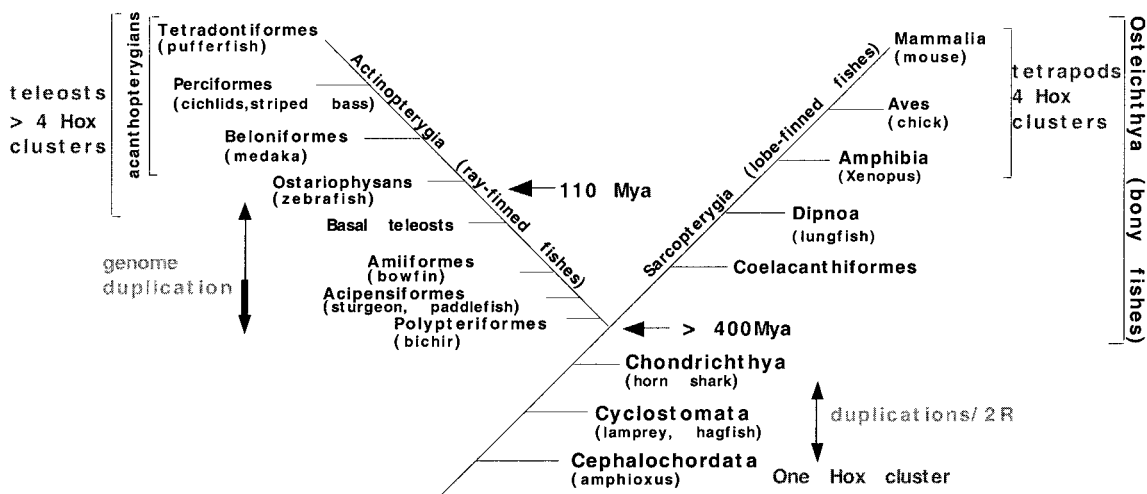 Tetradontiformes
(pufferfish)
Perciformes
(cichlids,striped bass)
Beloniformes
(medaka)
Ostariophysans
(zebrafish)
Basal teleosts
Amiiformes
(bowfin)
Acipensiformes
(sturgeon, paddlefish)
Polypteriformes
(bichir)
teleosts
> 4 Hox
clusters
acanthopterygians
genome
duplication
Actinopterygia (ray-finned fishes)
110 Mya
> 400Mya
Sarcopterygia (lobe-finned fishes)
Mammalia
(mouse)
Aves
(chick)
Amphibia
(Xenopus)
Dipnoa
(lungfish)
Coelacanthiformes
tetrapods
4 Hox
clusters
Osteichthya (bony fishes)
Chondrichthya
(horn shark)
Cyclostomata
(lamprey, hagfish)
Cephalochordata
(amphioxus)
duplications/ 2R
One Hox cluster